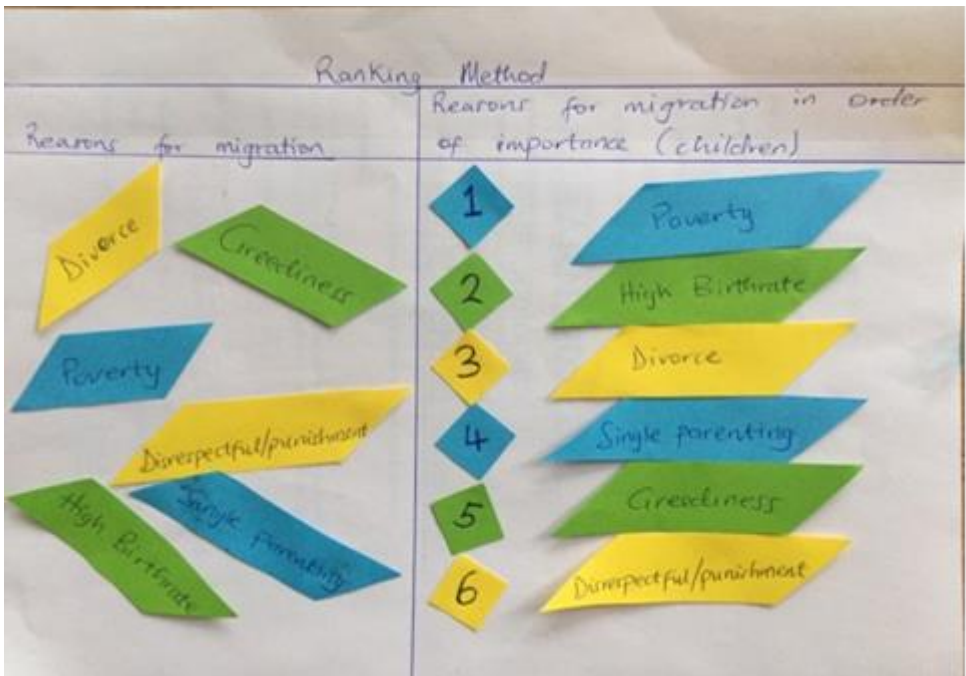 Ranking Method
Reasons for migration
Divorce
Greediness
Poverty
Disrespectful/punishment
High Birthrate
Single parenting
Reasons for migration in order
of importance (children)
1 Poverty
2 High Birthrate
3 Divorce
4 Single parenting
5 Greediness
6 Disrespectful/punishment